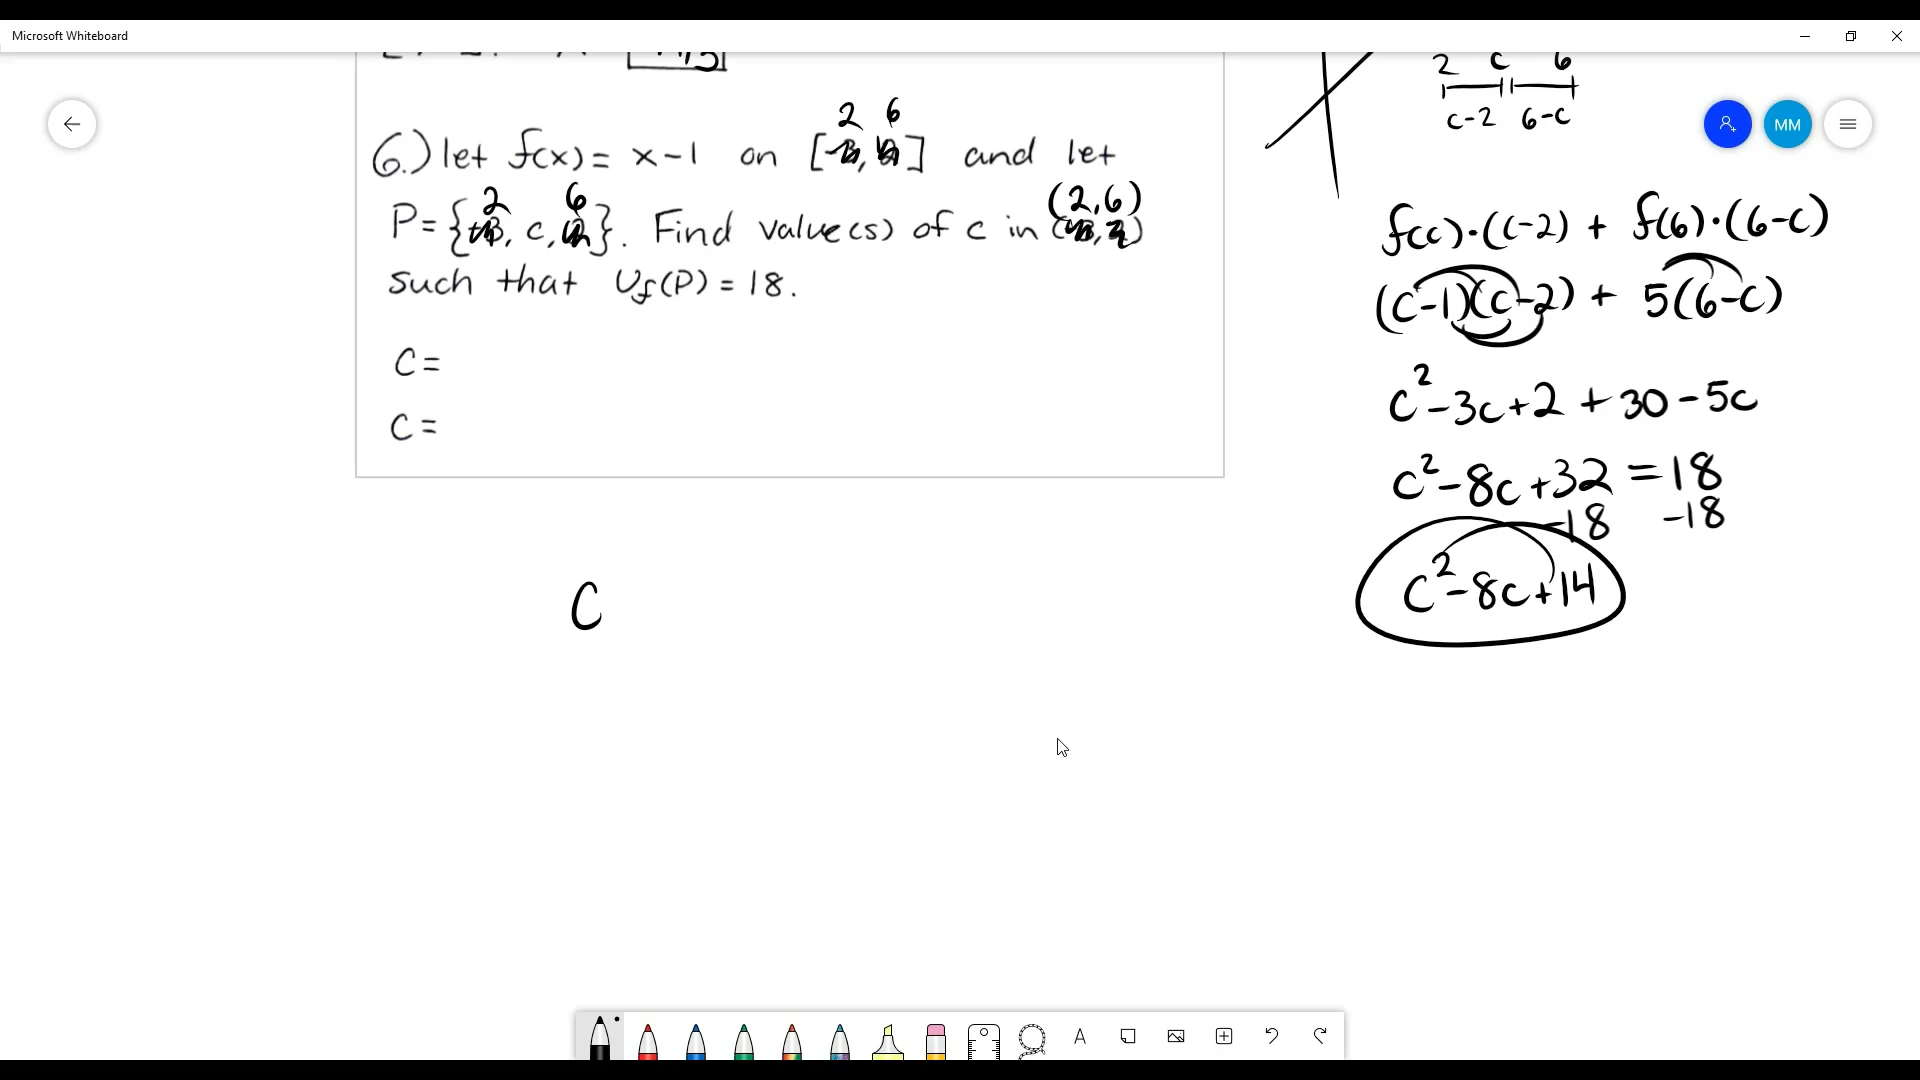 Microsoft Whiteboard
2 c 6
c-2 6-c
MM
2 6
6.) let f(x) = x-1 on [ , ] and let
2 6 (2,6)
P = { , c, }. Find value(s) of c in
such that U_f(P) = 18.
C =
C =
f(c)·(c-2) + f(6)·(6-c)
(c-1)(c-2) + 5(6-c)
c²-3c+2 + 30-5c
c²-8c+32 = 18
-18 -18
c²-8c+14
C
A